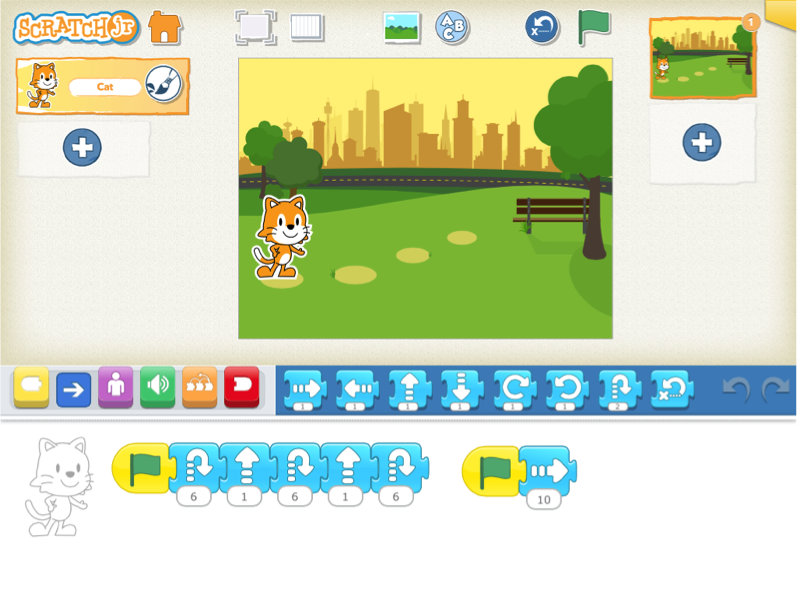 SCRATCHJr
A B C
x
1
Cat
1 1 1 1 1 1 2
x
6 1 6 1 6
10